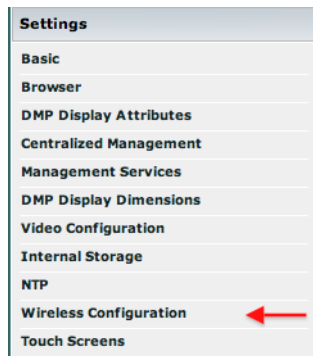 Settings
Basic
Browser
DMP Display Attributes
Centralized Management
Management Services
DMP Display Dimensions
Video Configuration
Internal Storage
NTP
Wireless Configuration
Touch Screens